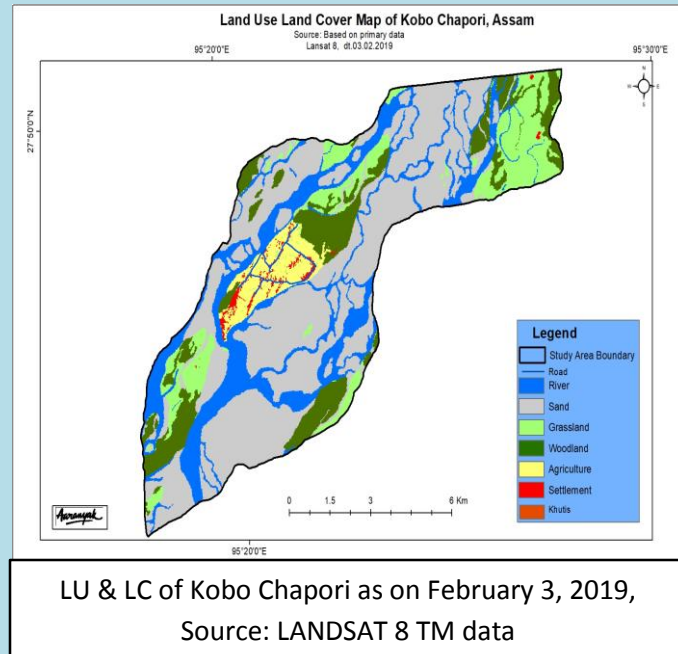 Land Use Land Cover Map of Kobo Chapori, Assam
Source: Based on primary data
Lansat 8, dt.03.02.2019
95°20'0"E
95°30'0"E
27°50'0"N
N
W
E
S
Legend
Study Area Boundary
Road
River
Sand
Grassland
Woodland
Agriculture
Settlement
Khutis
Aaranyak
0 1.5 3 6 Km
95°20'0"E
LU & LC of Kobo Chapori as on February 3, 2019,
Source: LANDSAT 8 TM data